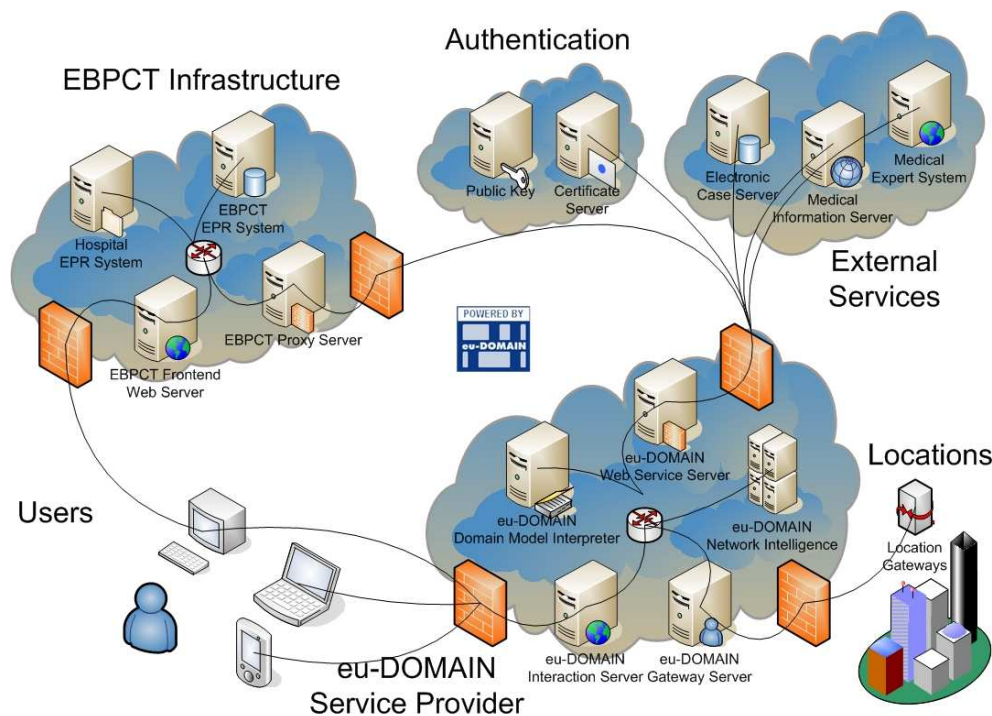 Authentication
EBPCT Infrastructure
Public Key
Certificate
Server
Electronic
Case Server
Medical
Information Server
Medical
Expert System
External
Services
Hospital
EPR System
EBPCT
EPR System
EBPCT Proxy Server
EBPCT Frontend
Web Server
POWERED BY
eu-DOMAIN
Users
eu-DOMAIN
Web Service Server
eu-DOMAIN
Domain Model Interpreter
eu-DOMAIN
Network Intelligence
Locations
Location
Gateways
eu-DOMAIN
Interaction Server
eu-DOMAIN
Gateway Server
eu-DOMAIN
Service Provider